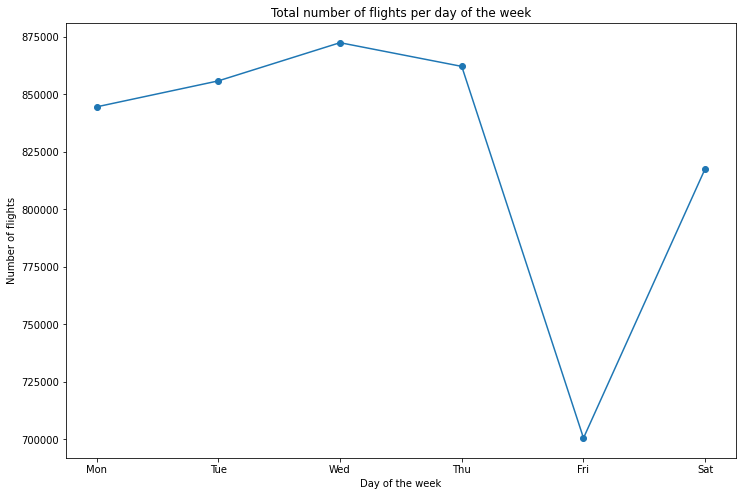 Total number of flights per day of the week
Number of flights
875000
850000
825000
800000
775000
750000
725000
700000
Mon Tue Wed Thu Fri Sat
Day of the week